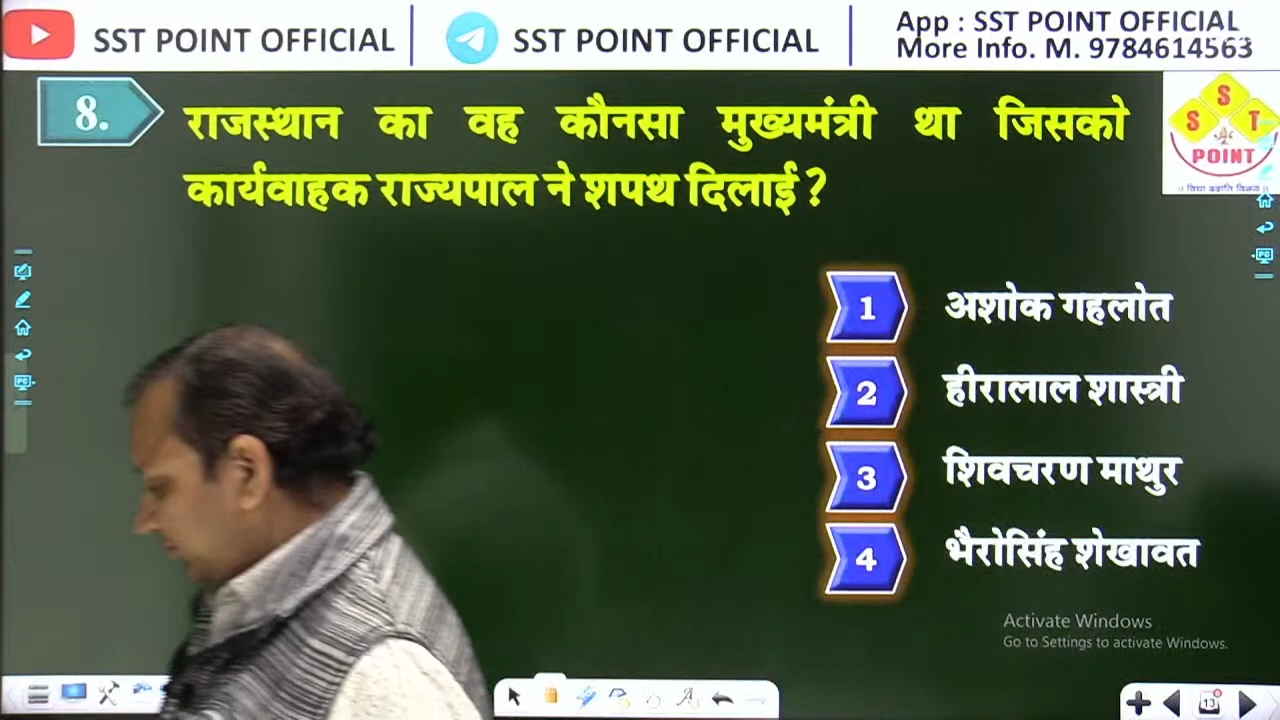 SST POINT OFFICIAL
SST POINT OFFICIAL
App : SST POINT OFFICIAL
More Info. M. 9784614563
8.
राजस्थान का वह कौनसा मुख्यमंत्री था जिसको
कार्यवाहक राज्यपाल ने शपथ दिलाई ?
S
S T
POINT
1 अशोक गहलोत
2 हीरालाल शास्त्री
3 शिवचरण माथुर
4 भैरोसिंह शेखावत
Activate Windows
Go to Settings to activate Windows.
13